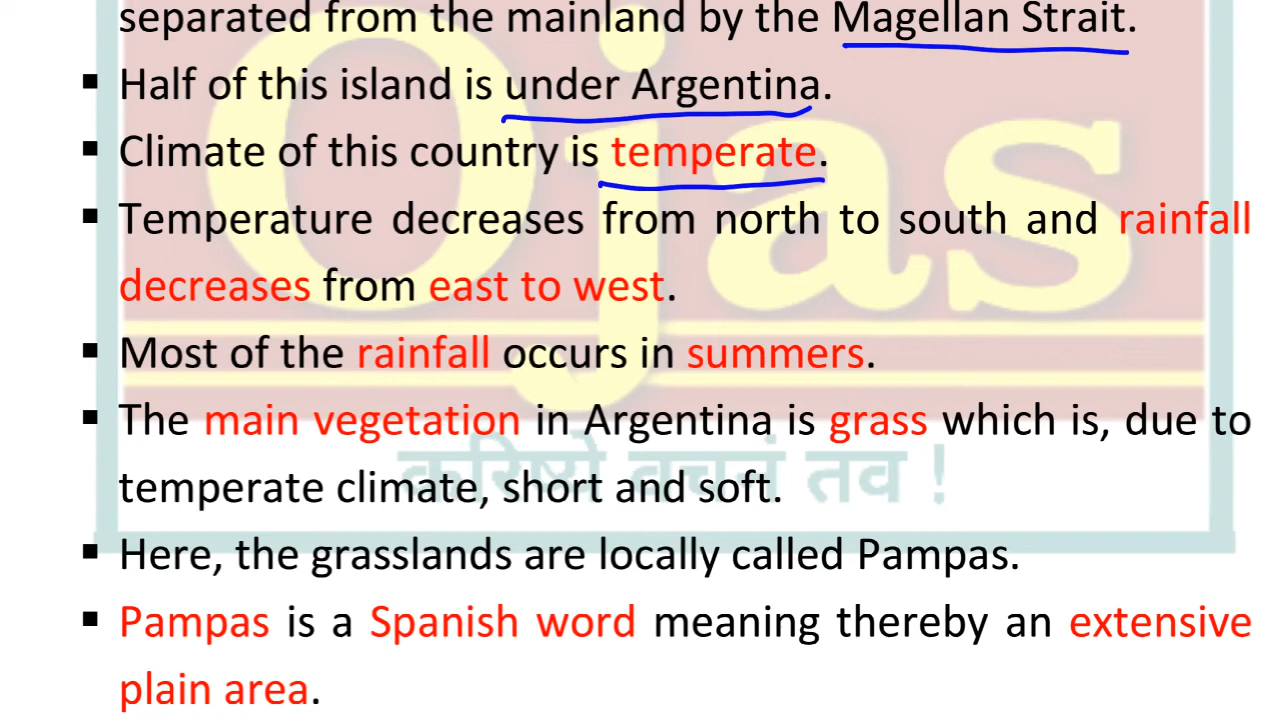 separated from the mainland by the Magellan Strait.
▪ Half of this island is under Argentina.
▪ Climate of this country is temperate.
▪ Temperature decreases from north to south and rainfall
decreases from east to west.
▪ Most of the rainfall occurs in summers.
▪ The main vegetation in Argentina is grass which is, due to
temperate climate, short and soft.
▪ Here, the grasslands are locally called Pampas.
▪ Pampas is a Spanish word meaning thereby an extensive
plain area.
Ojas
करिष्ये वचनं तव !